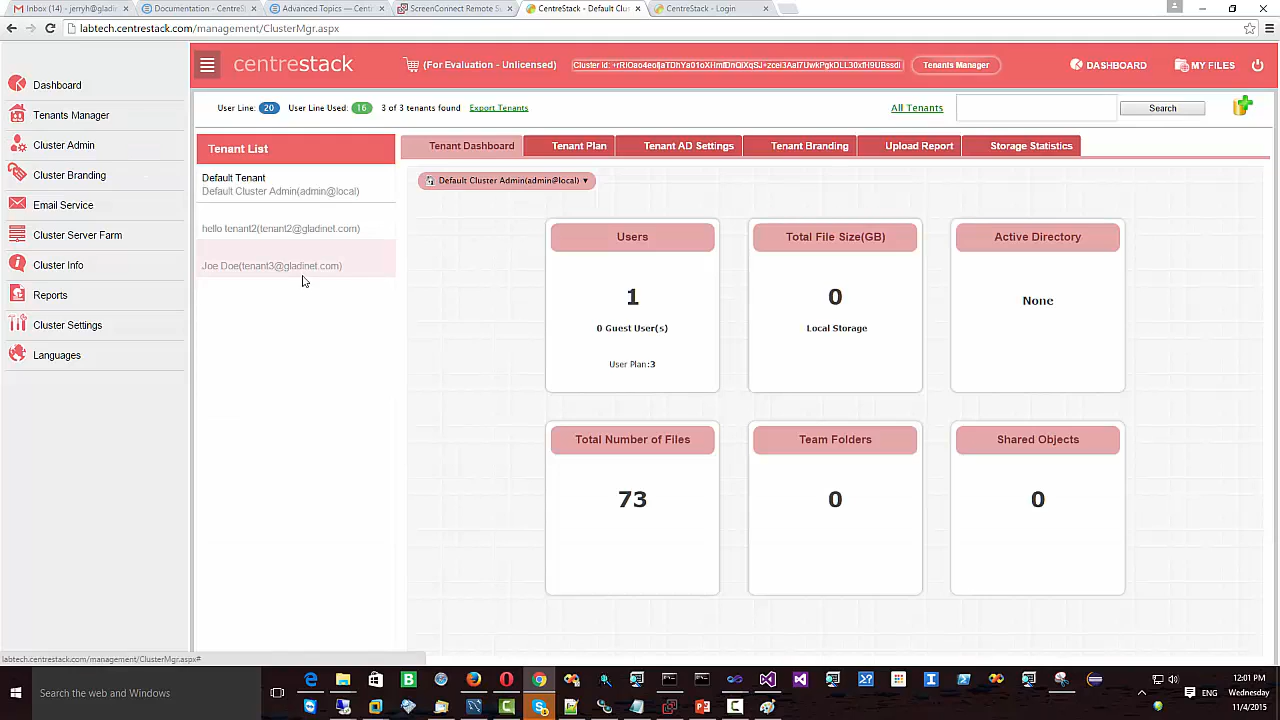 Inbox (14) - jerryh@gladin
Documentation - CentreSt
Advanced Topics — Centr
ScreenConnect Remote Su
CentreStack - Default Clus
CentreStack - Login
labtech.centrestack.com/management/ClusterMgr.aspx
Dashboard
Tenants Manager
Cluster Admin
Cluster Branding
Email Service
Cluster Server Farm
Cluster Info
Reports
Cluster Settings
Languages
centrestack
(For Evaluation - Unlicensed)
Tenants Manager
DASHBOARD
MY FILES
User Line: 20 User Line Used: 16 3 of 3 tenants found Export Tenants
All Tenants
Search
Tenant List
Default Tenant
Default Cluster Admin(admin@local)
hello tenant2(tenant2@gladinet.com)
Joe Doe(tenant3@gladinet.com)
Tenant Dashboard
Tenant Plan
Tenant AD Settings
Tenant Branding
Upload Report
Storage Statistics
Default Cluster Admin(admin@local)
Users
1
0 Guest User(s)
User Plan:3
Total File Size(GB)
0
Local Storage
Active Directory
None
Total Number of Files
73
Team Folders
0
Shared Objects
0
labtech.centrestack.com/management/ClusterMgr.aspx#
Search the web and Windows
ENG
12:01 PM
Wednesday
11/4/2015